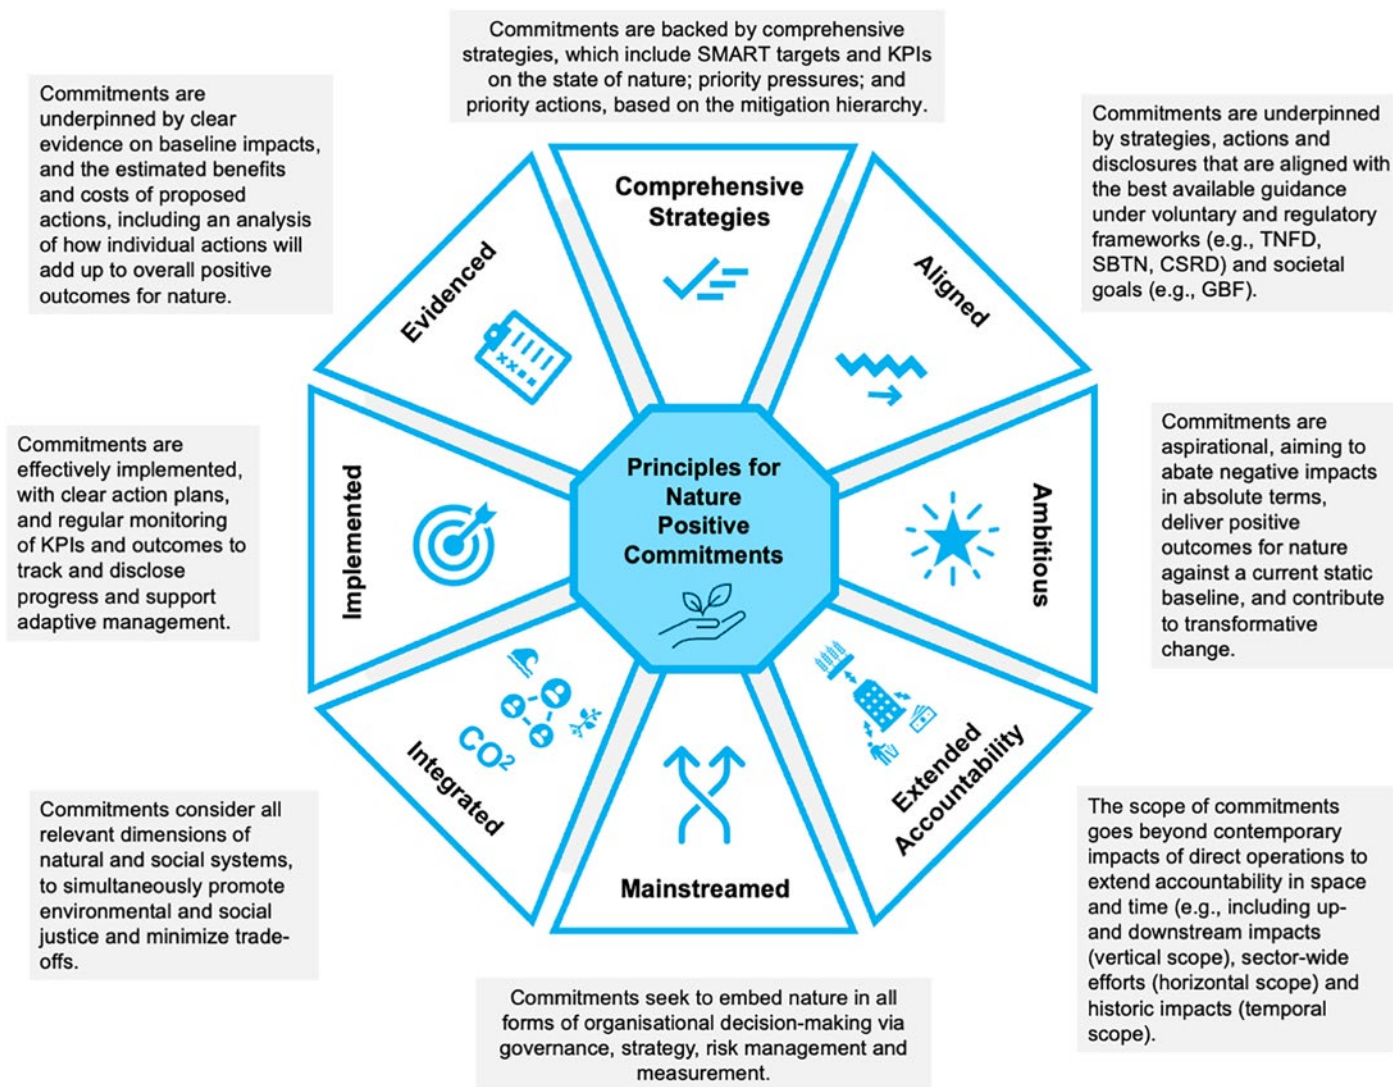 Commitments are backed by comprehensive
strategies, which include SMART targets and KPIs
on the state of nature; priority pressures; and
priority actions, based on the mitigation hierarchy.
Commitments are
underpinned by clear
evidence on baseline impacts,
and the estimated benefits
and costs of proposed
actions, including an analysis
of how individual actions will
add up to overall positive
outcomes for nature.
Commitments are underpinned
by strategies, actions and
disclosures that are aligned with
the best available guidance
under voluntary and regulatory
frameworks (e.g., TNFD,
SBTN, CSRD) and societal
goals (e.g., GBF).
Comprehensive
Strategies
Evidenced
Aligned
Commitments are
effectively implemented,
with clear action plans,
and regular monitoring
of KPIs and outcomes to
track and disclose
progress and support
adaptive management.
Implemented
Principles for
Nature
Positive
Commitments
Ambitious
Commitments are
aspirational, aiming to
abate negative impacts
in absolute terms,
deliver positive
outcomes for nature
against a current static
baseline, and contribute
to transformative
change.
CO²
Integrated
Mainstreamed
Extended
Accountability
Commitments consider all
relevant dimensions of
natural and social systems,
to simultaneously promote
environmental and social
justice and minimize trade-
offs.
The scope of commitments
goes beyond contemporary
impacts of direct operations to
extend accountability in space
and time (e.g., including up-
and downstream impacts
(vertical scope), sector-wide
efforts (horizontal scope) and
historic impacts (temporal
scope).
Commitments seek to embed nature in all
forms of organisational decision-making via
governance, strategy, risk management and
measurement.